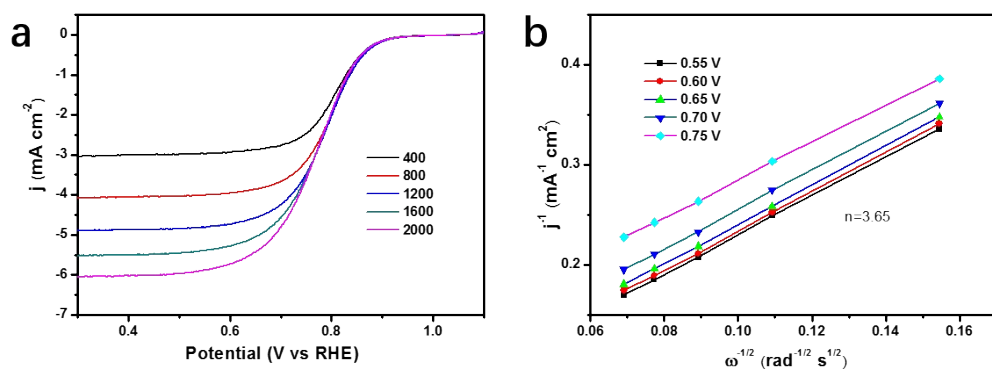 a
j (mA cm⁻²)
0
-1
-2
-3
-4
-5
-6
-7
400
800
1200
1600
2000
0.4
0.6
0.8
1.0
Potential (V vs RHE)
b
j⁻¹ (mA⁻¹ cm²)
0.4
0.3
0.2
0.55 V
0.60 V
0.65 V
0.70 V
0.75 V
n=3.65
0.06
0.08
0.10
0.12
0.14
0.16
ω⁻¹/² (rad⁻¹/² s¹/²)